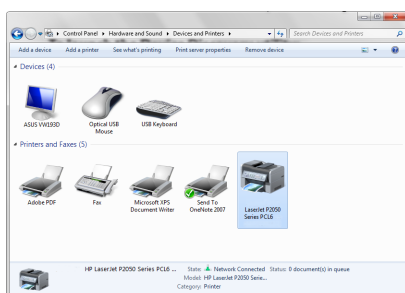 Control Panel ▸ Hardware and Sound ▸ Devices and Printers ▸
Search Devices and Printers
Add a device Add a printer See what's printing Print server properties Remove device
Devices (4)
ASUS VW193D
Optical USB Mouse
USB Keyboard
Printers and Faxes (5)
Adobe PDF
Fax
Microsoft XPS Document Writer
Send To OneNote 2007
LaserJet P2050 Series PCL6
HP LaserJet P2050 Series PCL6 ... State: Network Connected Status: 0 document(s) in queue
Model: HP LaserJet P2050 Serie...
Category: Printer